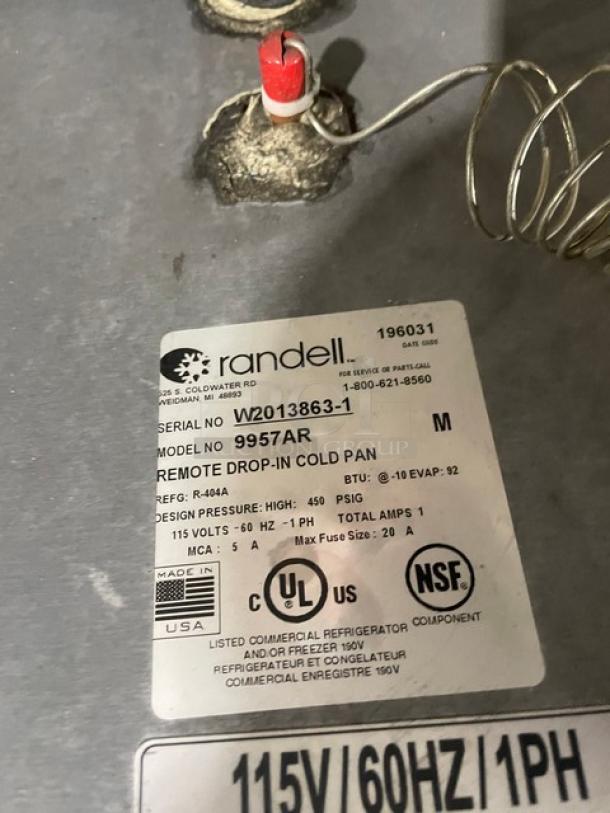 randell™
196031
DATE CODE
525 S. COLDWATER RD
WEIDMAN, MI 48893
FOR SERVICE OR PARTS-CALL
1-800-621-8560
SERIAL NO W2013863-1
MODEL NO 9957AR M
REMOTE DROP-IN COLD PAN
REFG: R-404A BTU: @ -10 EVAP: 92
DESIGN PRESSURE: HIGH: 450 PSIG
115 VOLTS -60 HZ -1 PH TOTAL AMPS 1
MCA: 5 A Max Fuse Size: 20 A
MADE IN
USA
C UL® US
NSF®
COMPONENT
LISTED COMMERCIAL REFRIGERATOR
AND/OR FREEZER 190V
REFRIGERATEUR ET CONGELATEUR
COMMERCIAL ENREGISTRE 190V
115V/60HZ/1PH